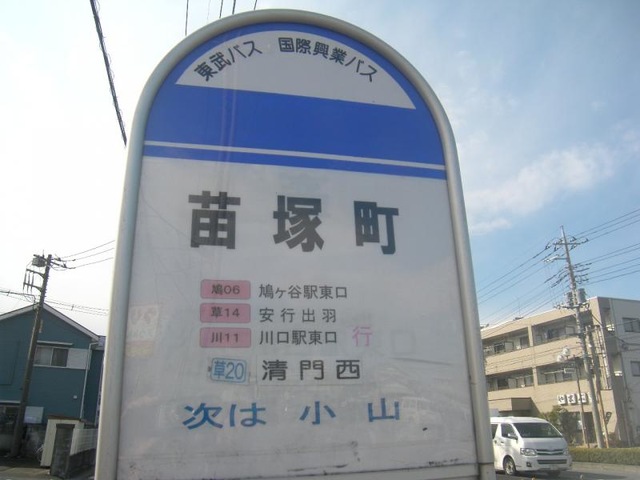 東武バス 国際興業バス
苗塚町
鳩06 鳩ヶ谷駅東口
草14 安行出羽
川11 川口駅東口 行
草20 清門西
次は 小山